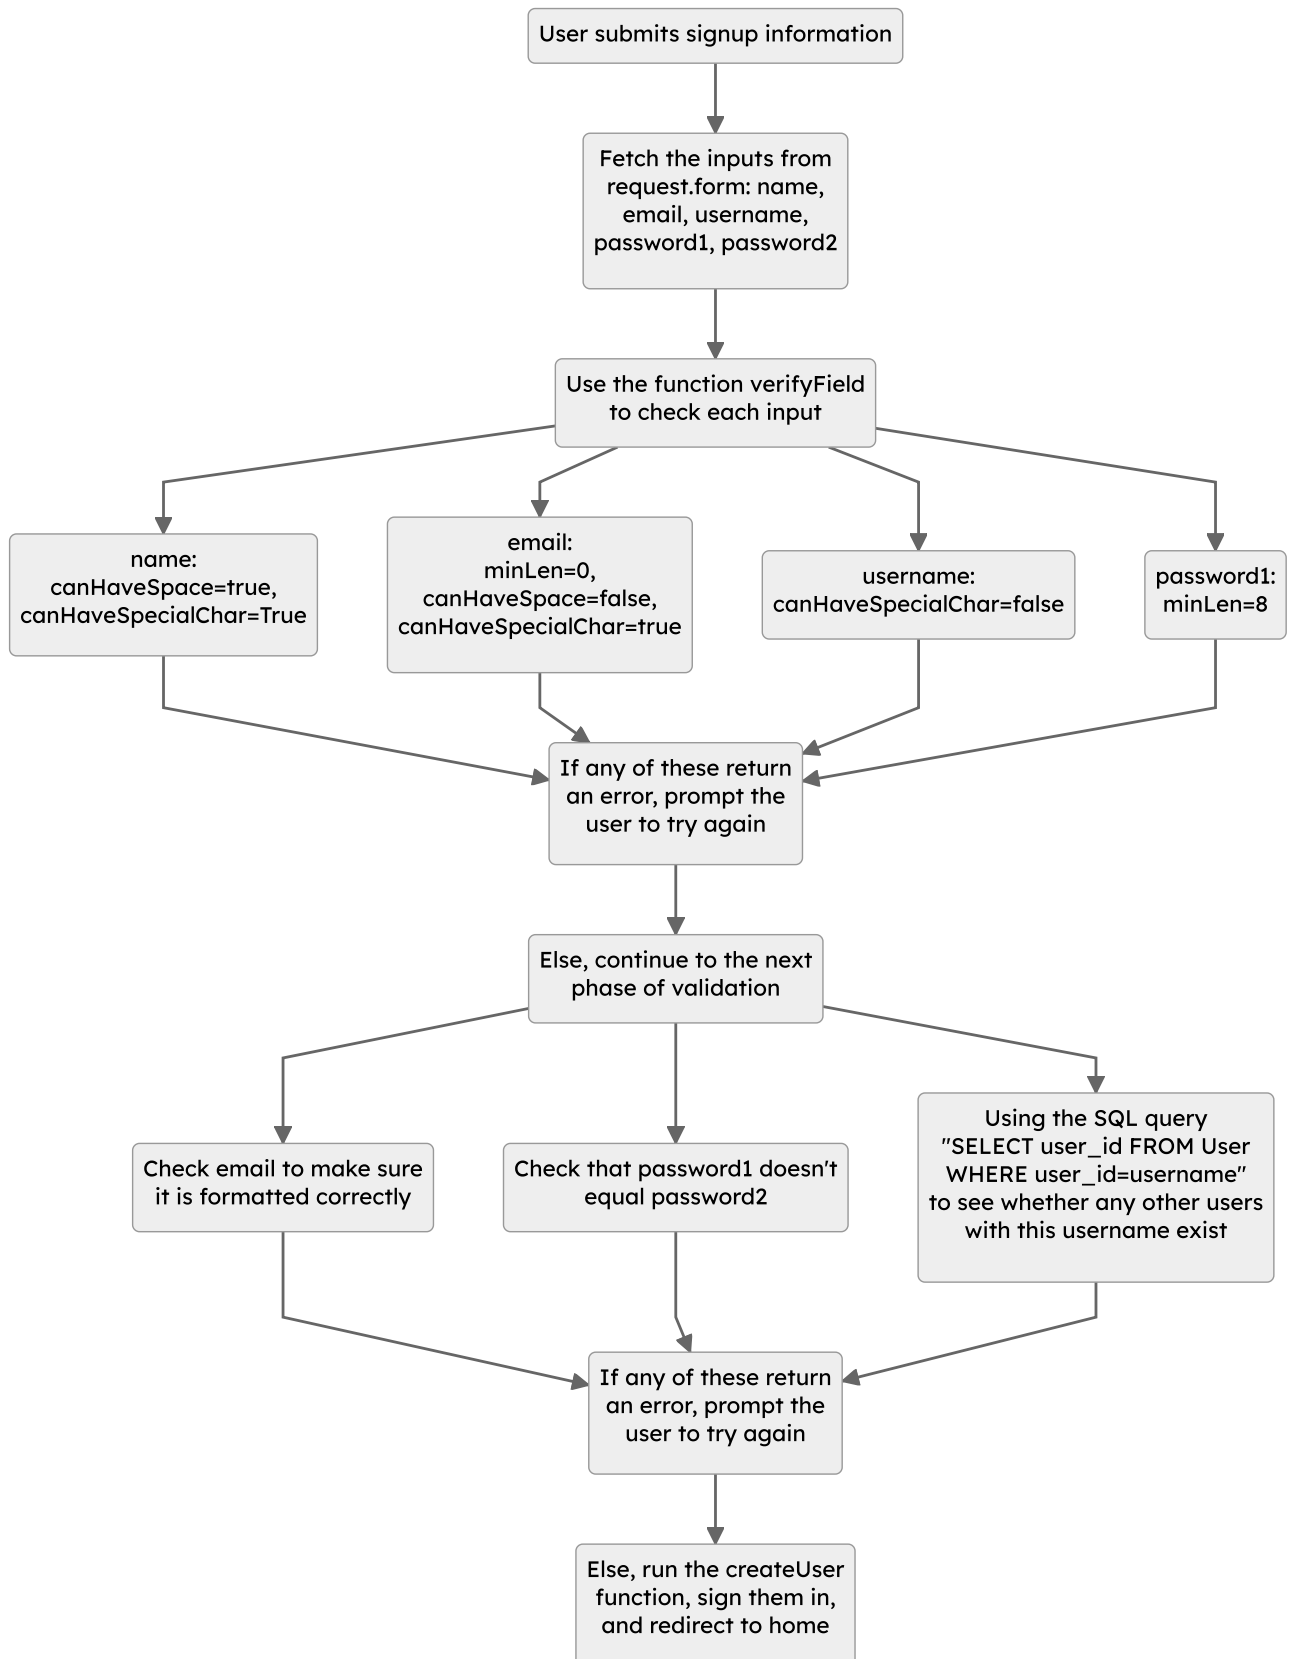 User submits signup information
Fetch the inputs from
request.form: name,
email, username,
password1, password2
Use the function verifyField
to check each input
name:
canHaveSpace=true,
canHaveSpecialChar=True
email:
minLen=0,
canHaveSpace=false,
canHaveSpecialChar=true
username:
canHaveSpecialChar=false
password1:
minLen=8
If any of these return
an error, prompt the
user to try again
Else, continue to the next
phase of validation
Check email to make sure
it is formatted correctly
Check that password1 doesn't
equal password2
Using the SQL query
"SELECT user_id FROM User
WHERE user_id=username"
to see whether any other users
with this username exist
If any of these return
an error, prompt the
user to try again
Else, run the createUser
function, sign them in,
and redirect to home